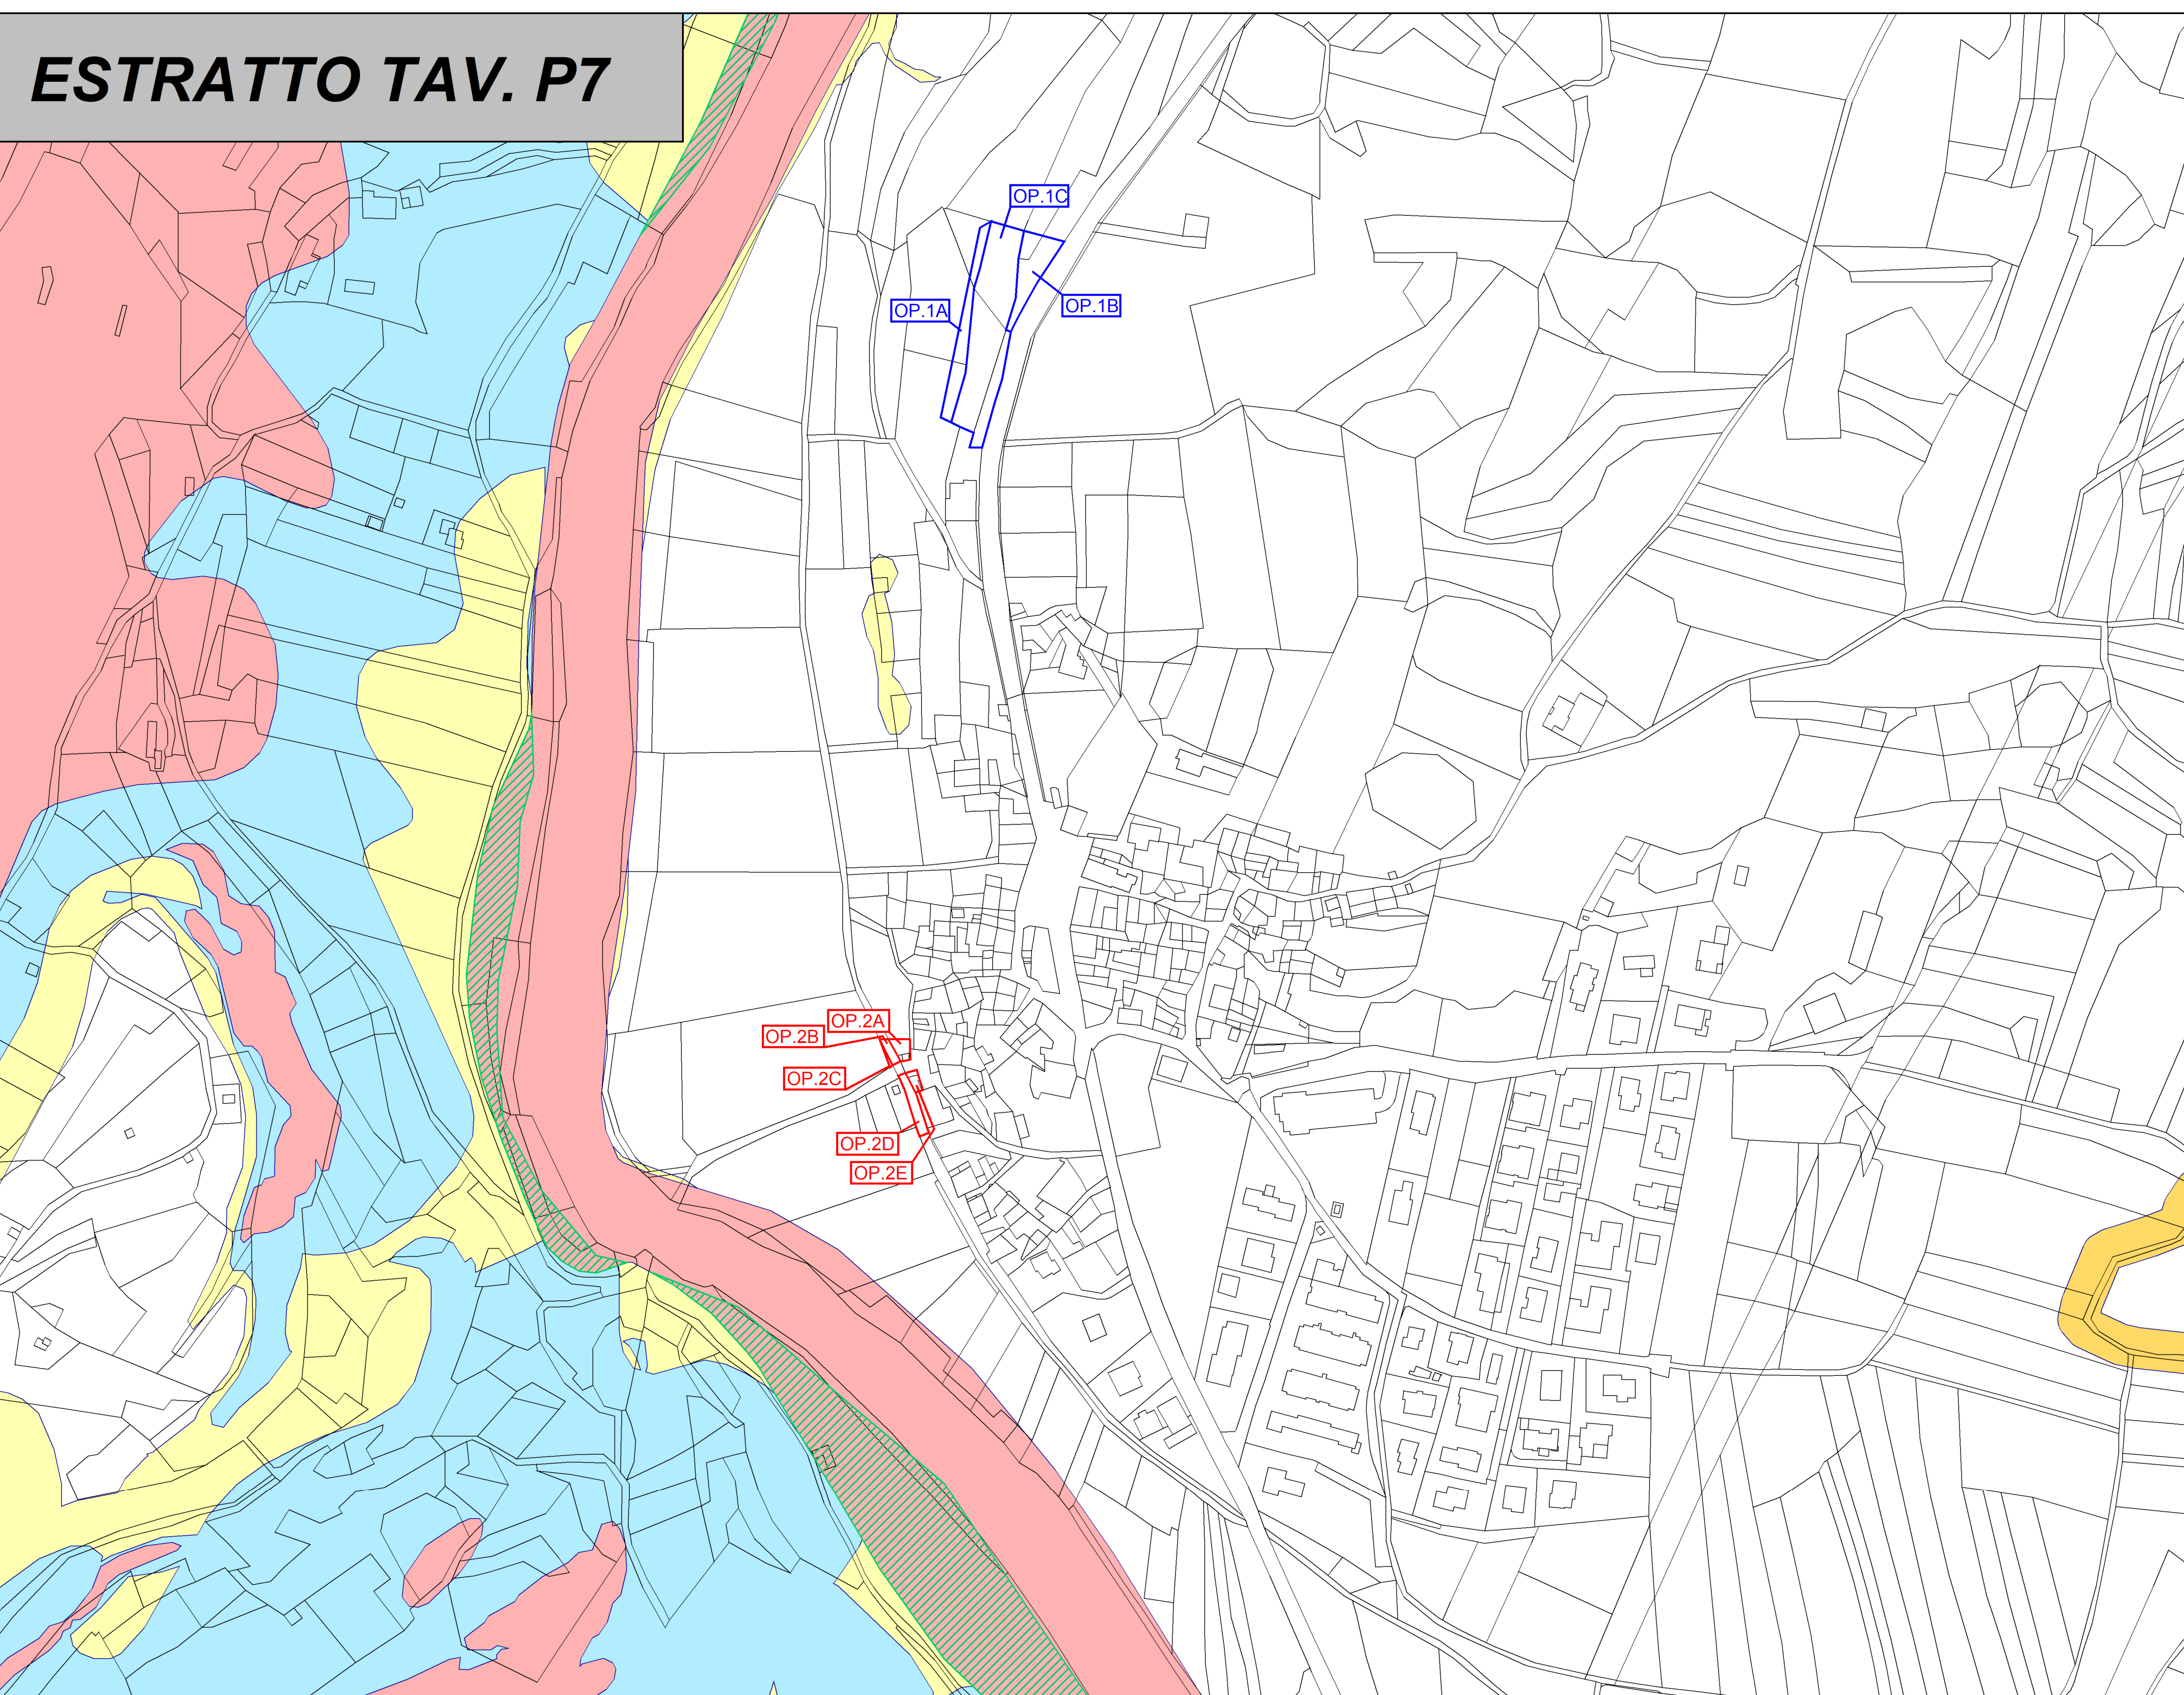 ESTRATTO TAV. P7
OP.1C
OP.1A
OP.1B
OP.2A
OP.2B
OP.2C
OP.2D
OP.2E